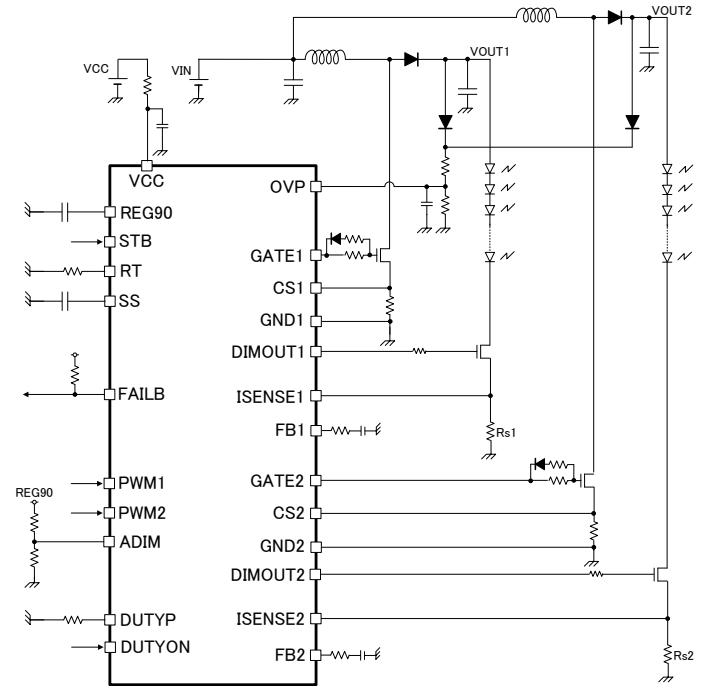 VOUT2
VCC
VIN
VOUT1
VCC
OVP
REG90
STB
GATE1
RT
CS1
SS
GND1
DIMOUT1
FAILB
ISENSE1
FB1
Rs1
PWM1
GATE2
REG90
PWM2
CS2
ADIM
GND2
DIMOUT2
DUTYP
ISENSE2
DUTYON
FB2
Rs2